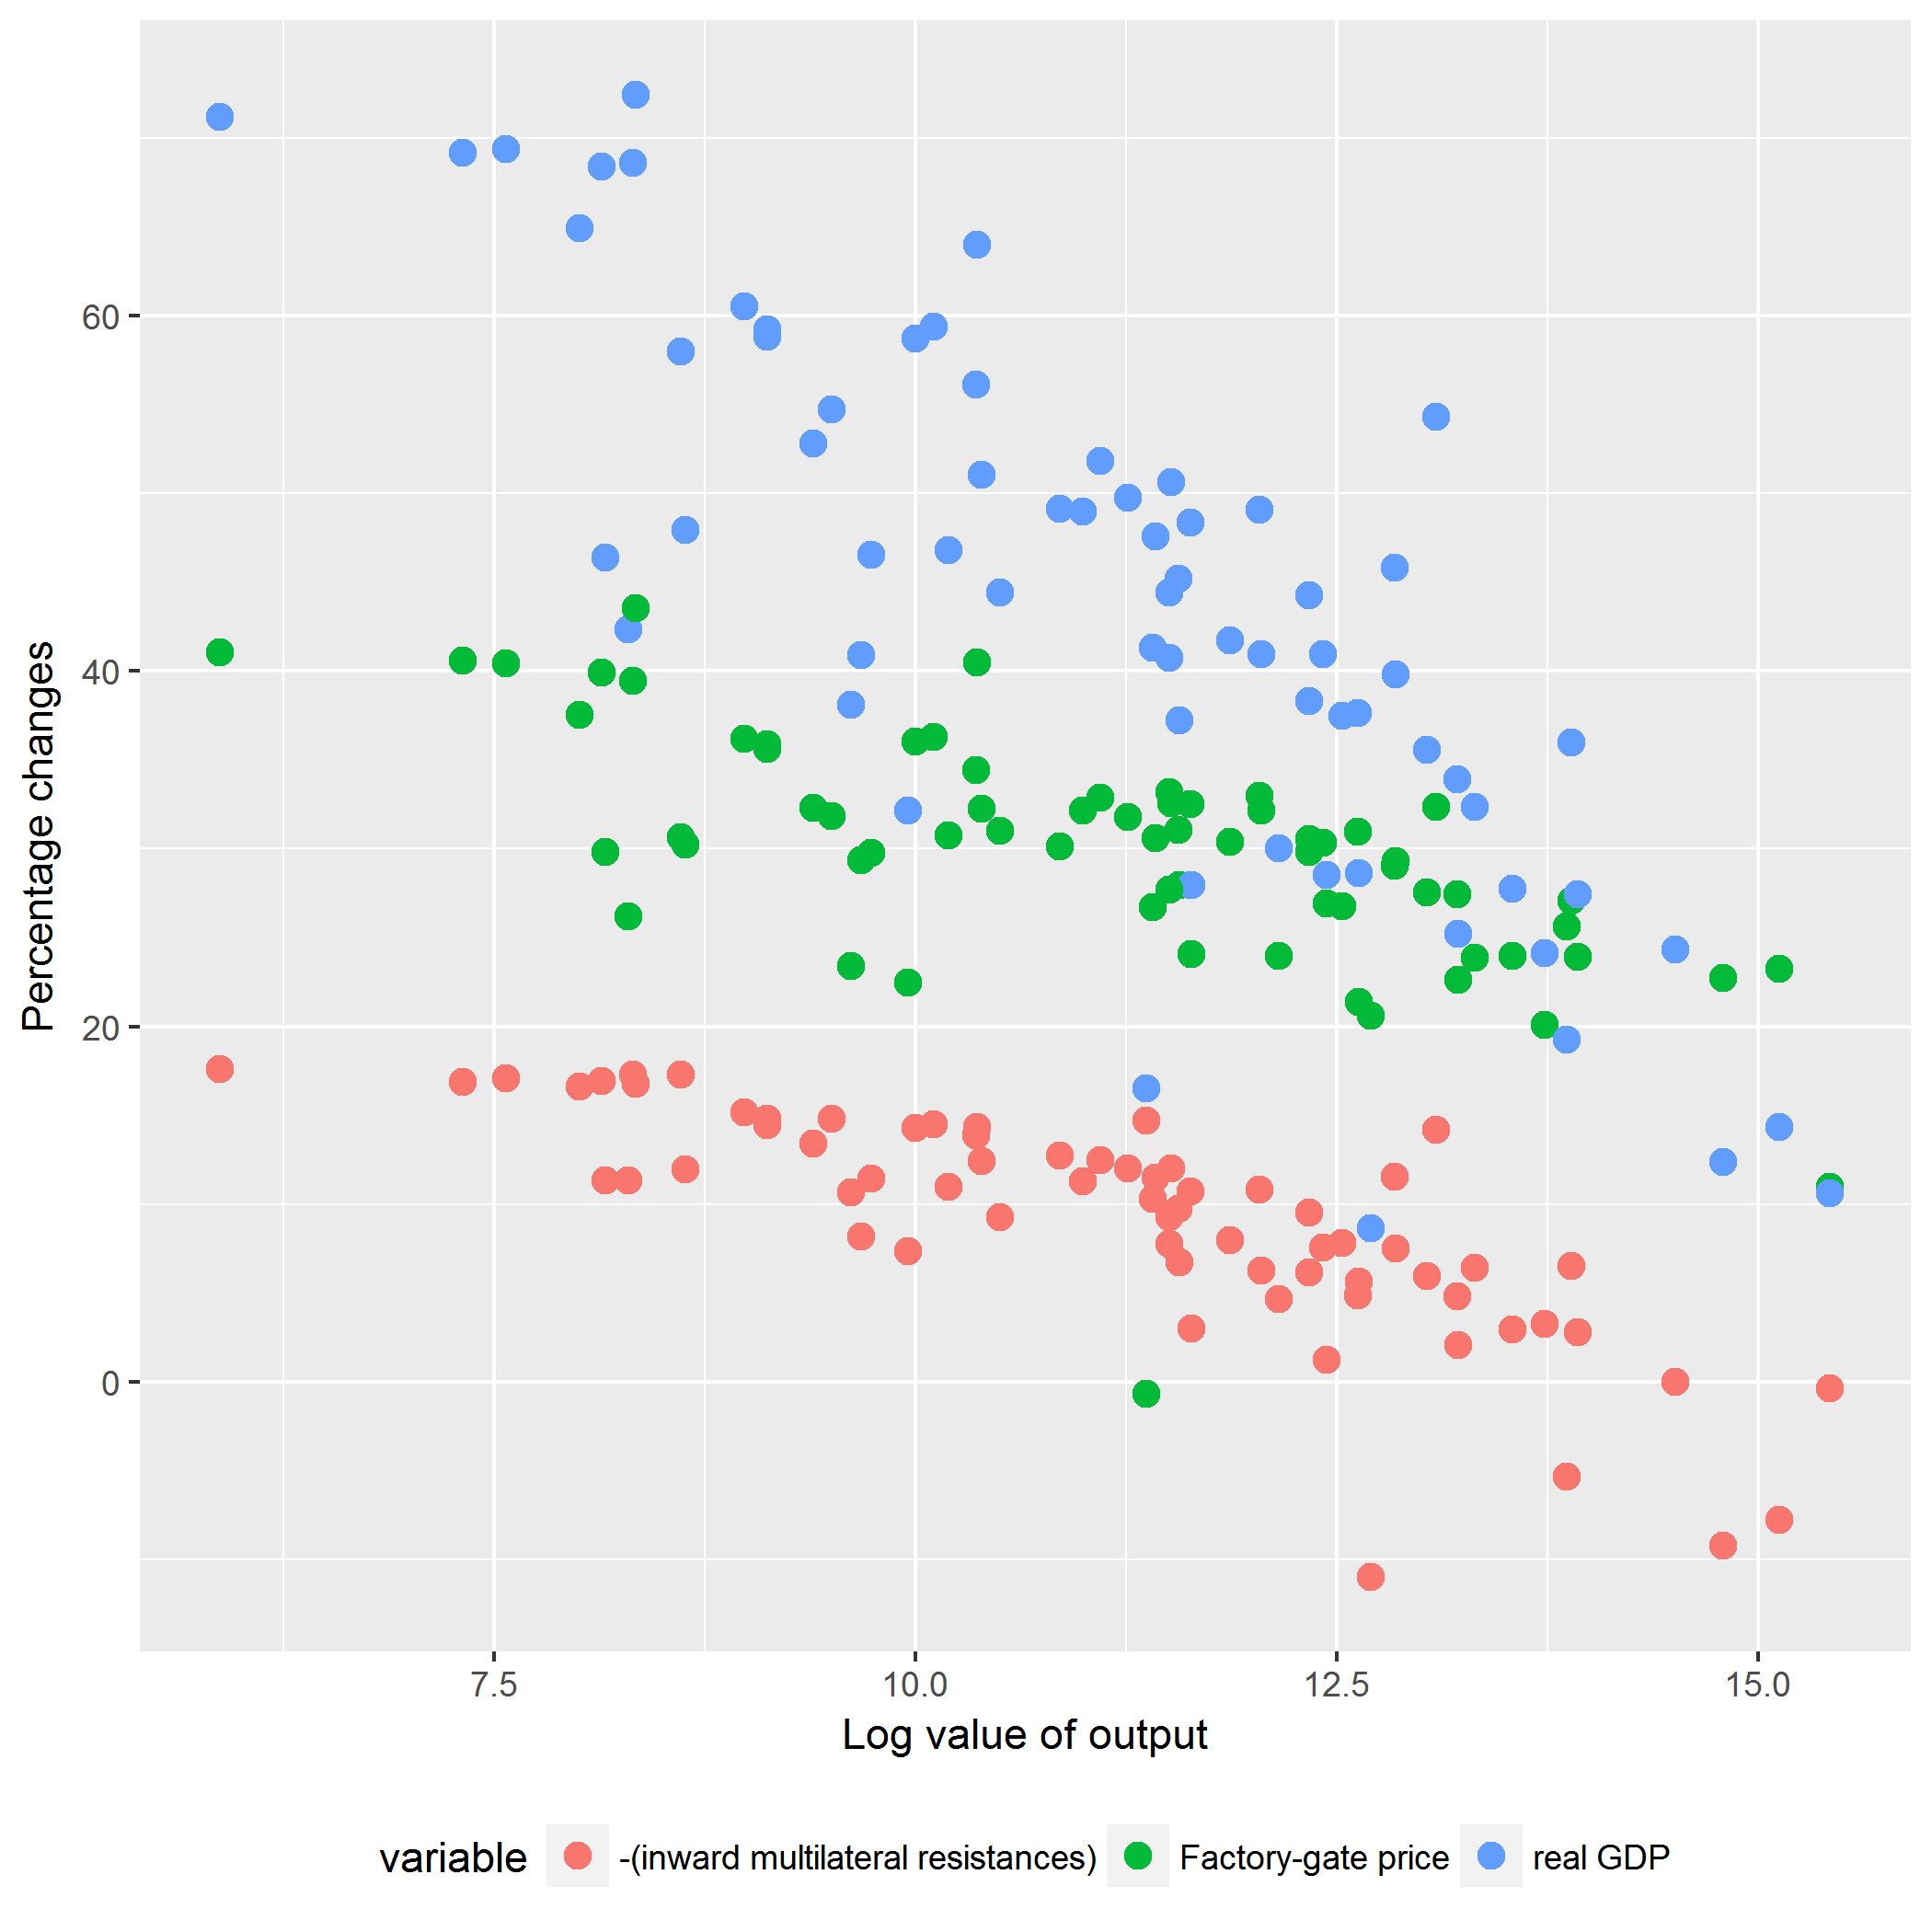 60
40
20
0
Percentage changes
7.5 10.0 12.5 15.0
Log value of output
variable -(inward multilateral resistances) Factory-gate price real GDP